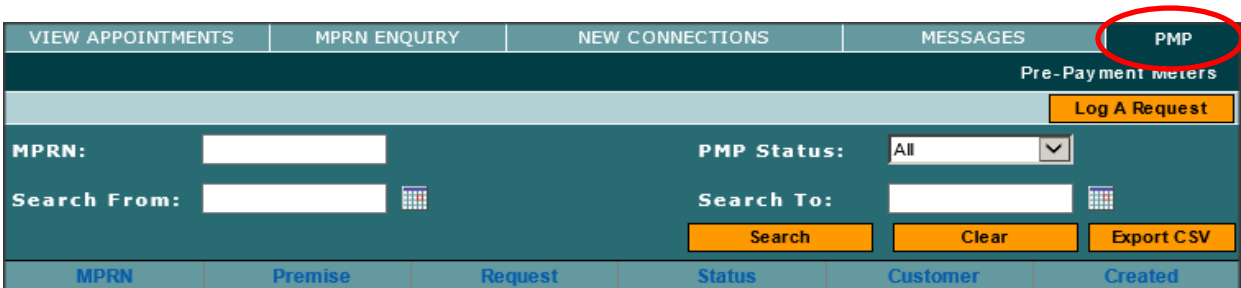 VIEW APPOINTMENTS MPRN ENQUIRY NEW CONNECTIONS MESSAGES PMP
Pre-Payment Meters
Log A Request
MPRN: PMP Status: All
Search From: Search To:
Search Clear Export CSV
MPRN Premise Request Status Customer Created